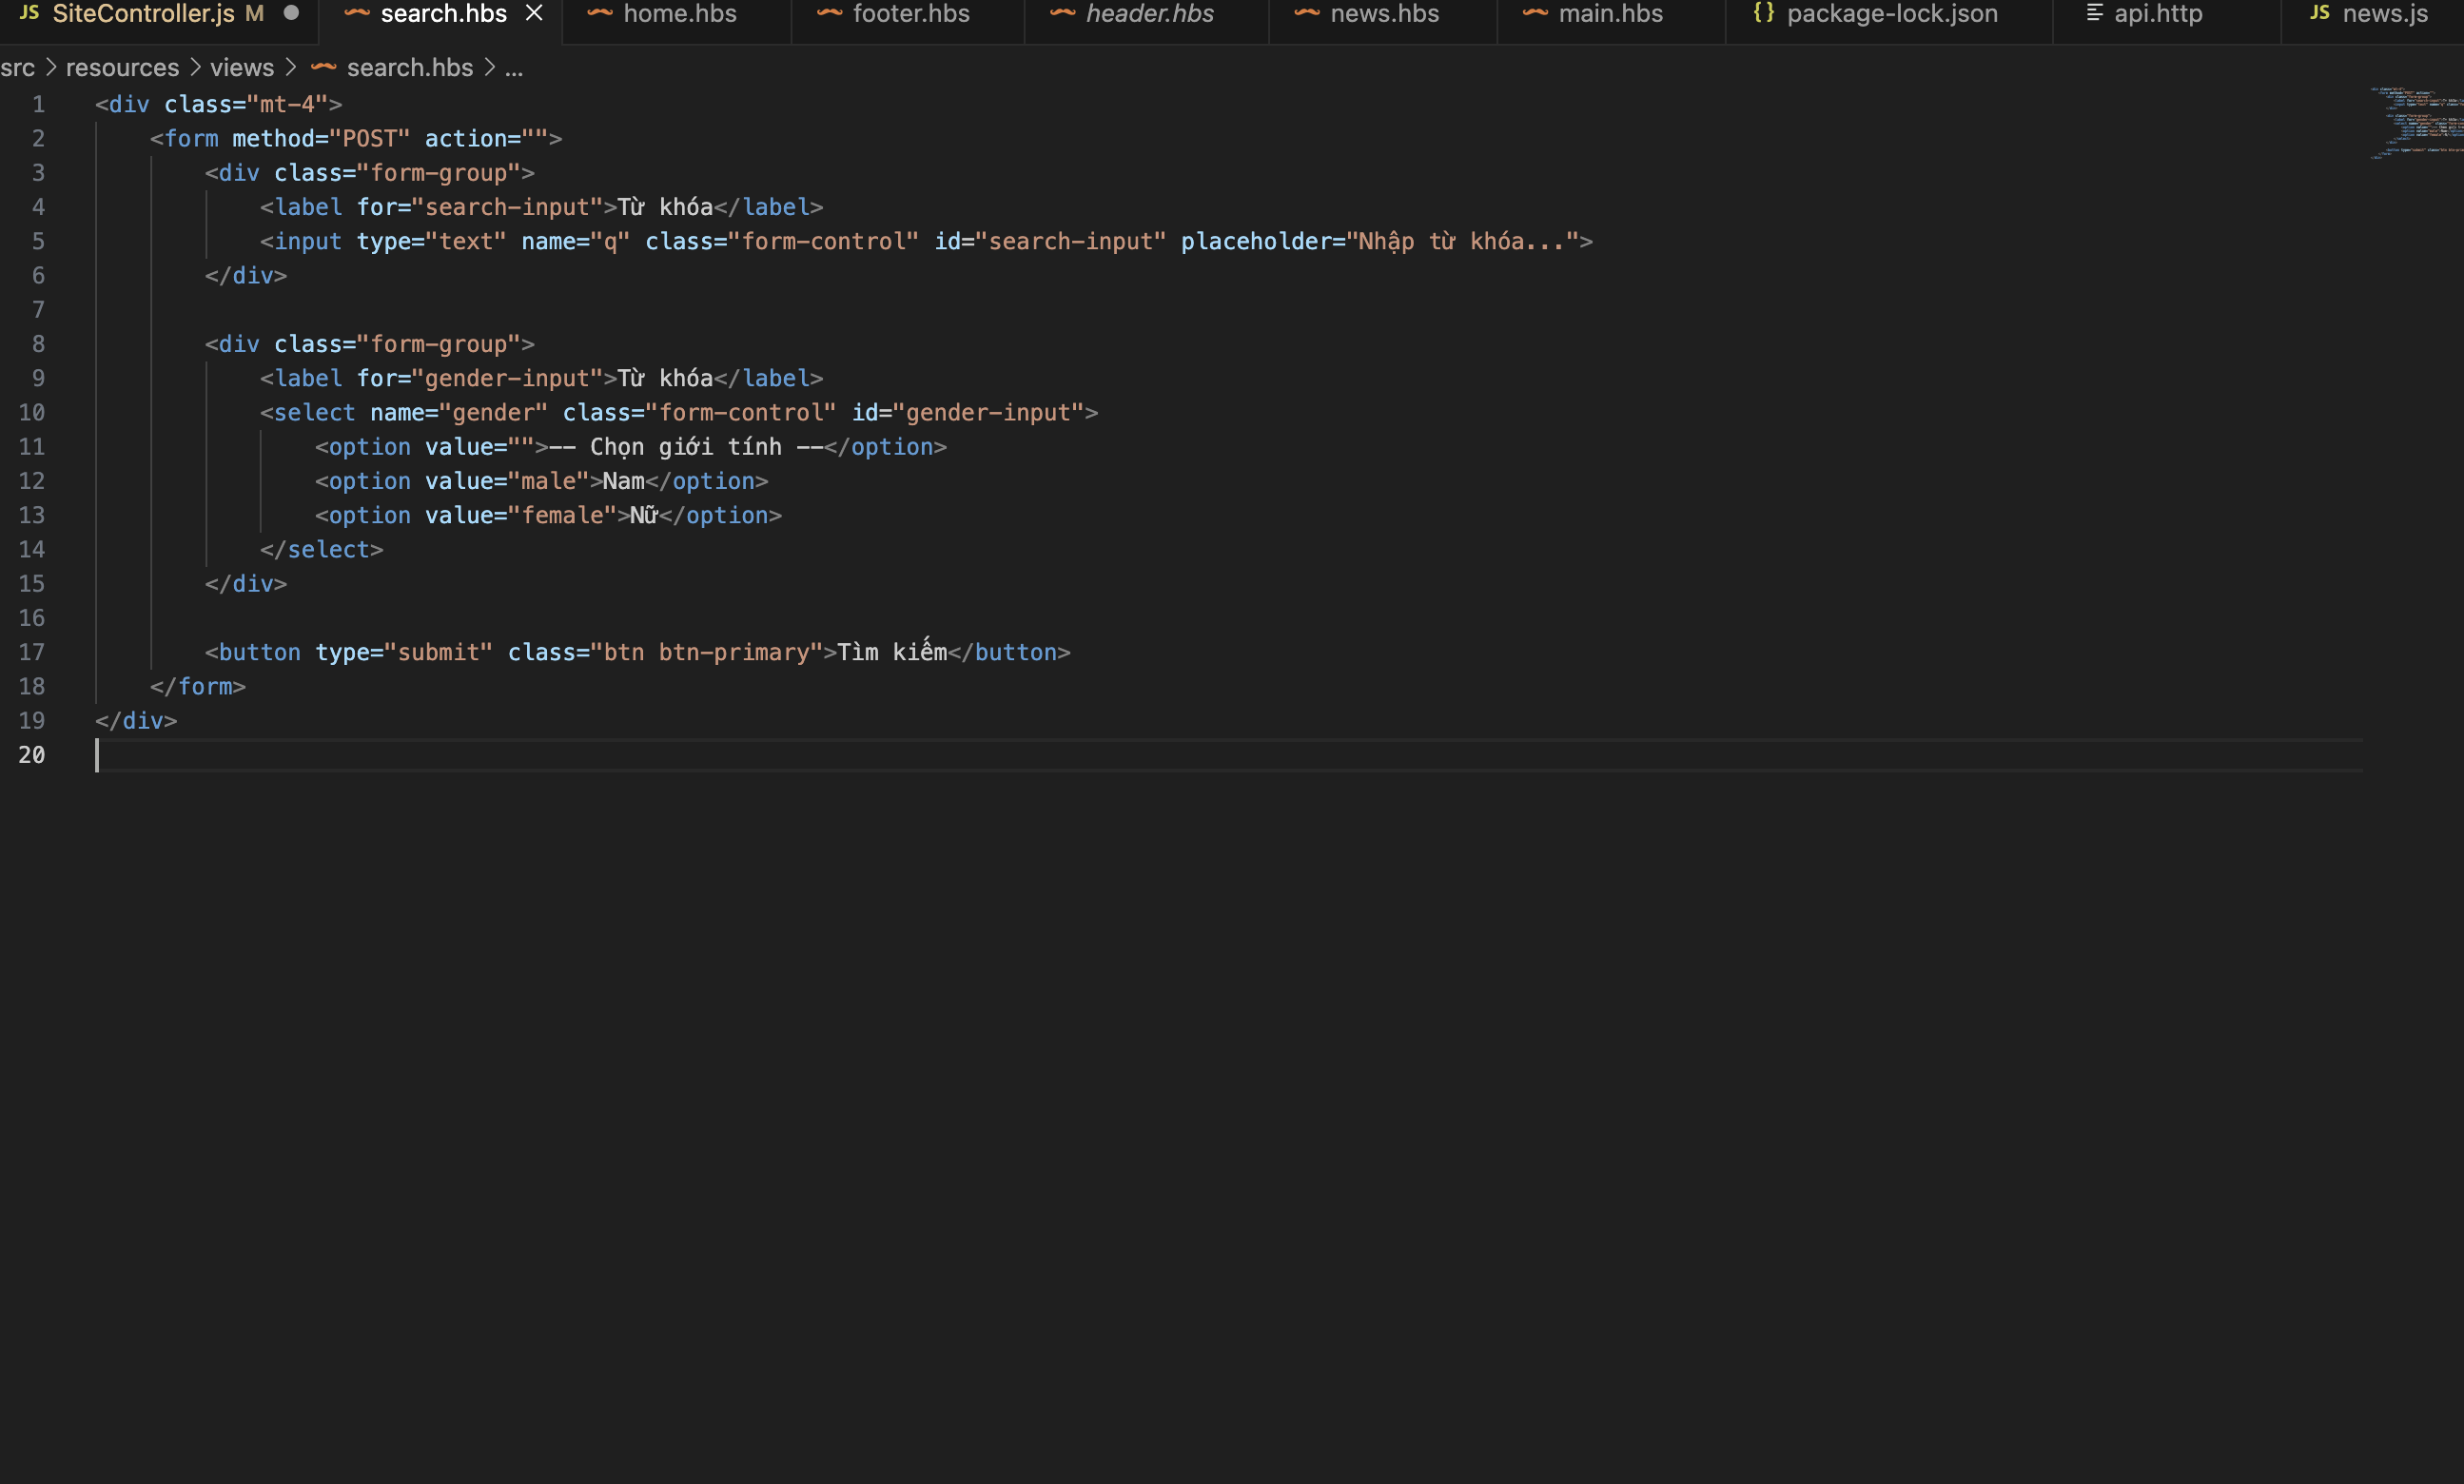 JS SiteController.js M
search.hbs
home.hbs
footer.hbs
header.hbs
news.hbs
main.hbs
{} package-lock.json
api.http
JS news.js
src > resources > views > search.hbs > ...
1 <div class="mt-4">
2 <form method="POST" action="">
3 <div class="form-group">
4 <label for="search-input">Từ khóa</label>
5 <input type="text" name="q" class="form-control" id="search-input" placeholder="Nhập từ khóa...">
6 </div>
7
8 <div class="form-group">
9 <label for="gender-input">Từ khóa</label>
10 <select name="gender" class="form-control" id="gender-input">
11 <option value="">-- Chọn giới tính --</option>
12 <option value="male">Nam</option>
13 <option value="female">Nữ</option>
14 </select>
15 </div>
16
17 <button type="submit" class="btn btn-primary">Tìm kiếm</button>
18 </form>
19 </div>
20